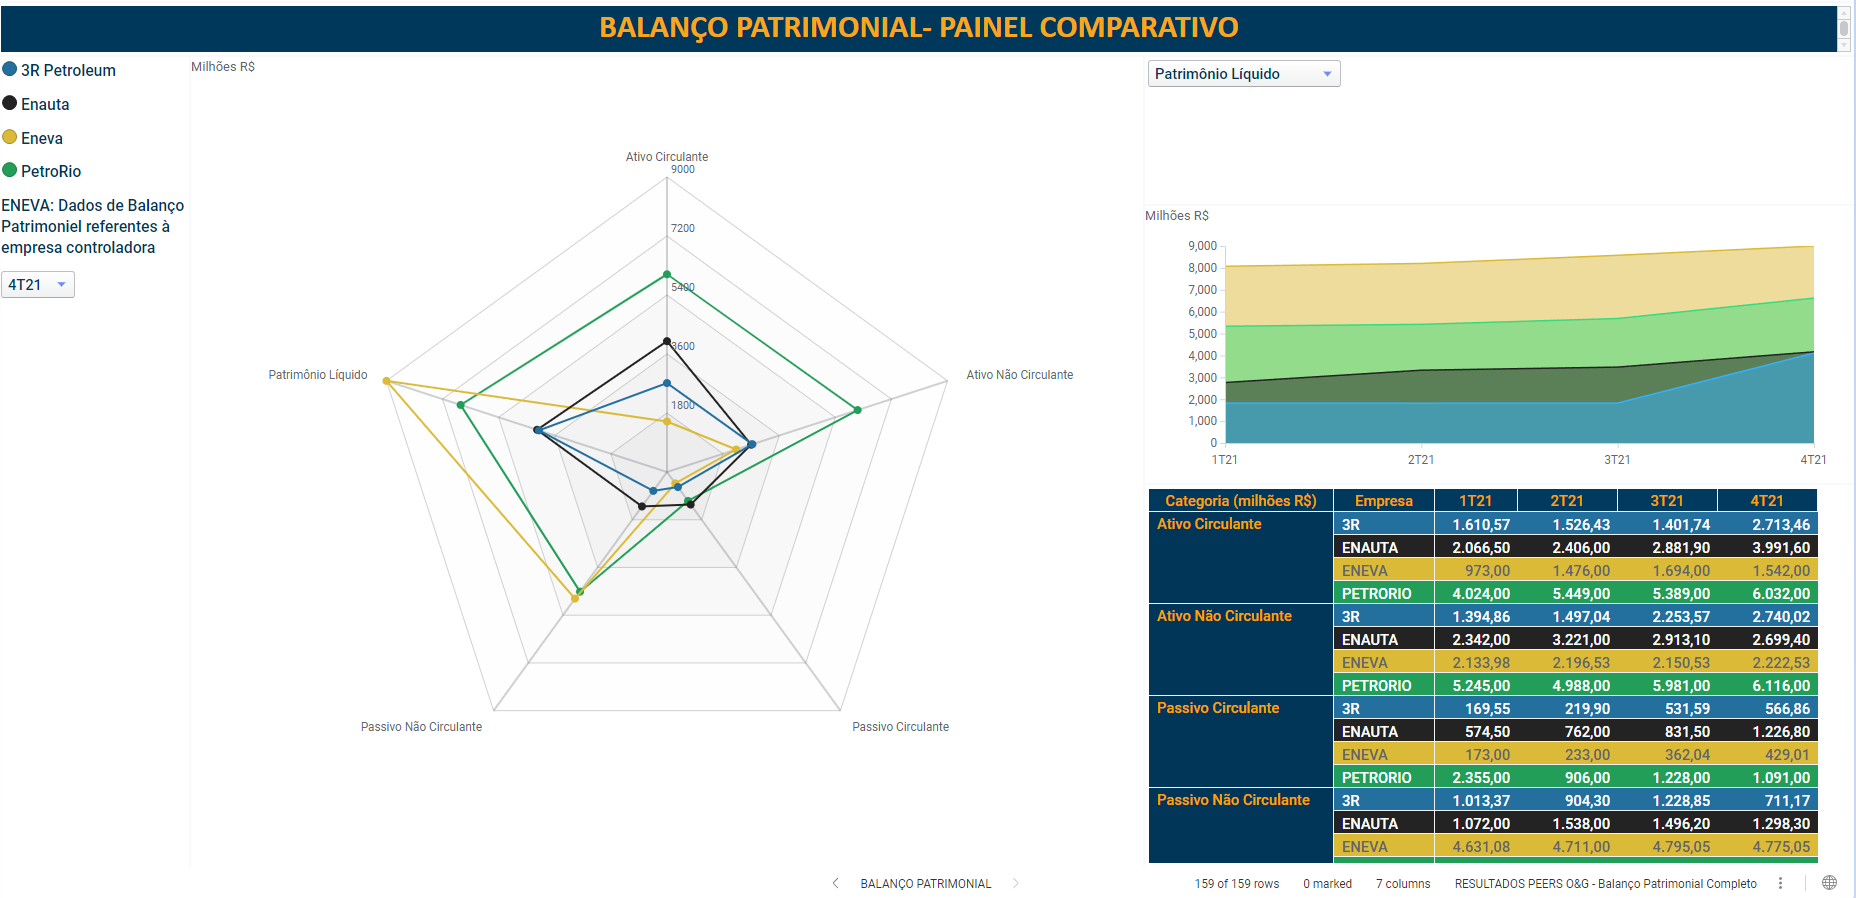 BALANÇO PATRIMONIAL- PAINEL COMPARATIVO
3R Petroleum
Enauta
Eneva
PetroRio
ENEVA: Dados de Balanço
Patrimoniel referentes à
empresa controladora
4T21
Milhões R$
Ativo Circulante
9000
7200
5400
3600
1800
Patrimônio Líquido
Ativo Não Circulante
Passivo Não Circulante
Passivo Circulante
Patrimônio Líquido
Milhões R$
9,000
8,000
7,000
6,000
5,000
4,000
3,000
2,000
1,000
0
1T21 2T21 3T21 4T21
Categoria (milhões R$) Empresa 1T21 2T21 3T21 4T21
Ativo Circulante 3R 1.610,57 1.526,43 1.401,74 2.713,46
ENAUTA 2.066,50 2.406,00 2.881,90 3.991,60
ENEVA 973,00 1.476,00 1.694,00 1.542,00
PETRORIO 4.024,00 5.449,00 5.389,00 6.032,00
Ativo Não Circulante 3R 1.394,86 1.497,04 2.253,57 2.740,02
ENAUTA 2.342,00 3.221,00 2.913,10 2.699,40
ENEVA 2.133,98 2.196,53 2.150,53 2.222,53
PETRORIO 5.245,00 4.988,00 5.981,00 6.116,00
Passivo Circulante 3R 169,55 219,90 531,59 566,86
ENAUTA 574,50 762,00 831,50 1.226,80
ENEVA 173,00 233,00 362,04 429,01
PETRORIO 2.355,00 906,00 1.228,00 1.091,00
Passivo Não Circulante 3R 1.013,37 904,30 1.228,85 711,17
ENAUTA 1.072,00 1.538,00 1.496,20 1.298,30
ENEVA 4.631,08 4.711,00 4.795,05 4.775,05
BALANÇO PATRIMONIAL
159 of 159 rows 0 marked 7 columns RESULTADOS PEERS O&G - Balanço Patrimonial Completo